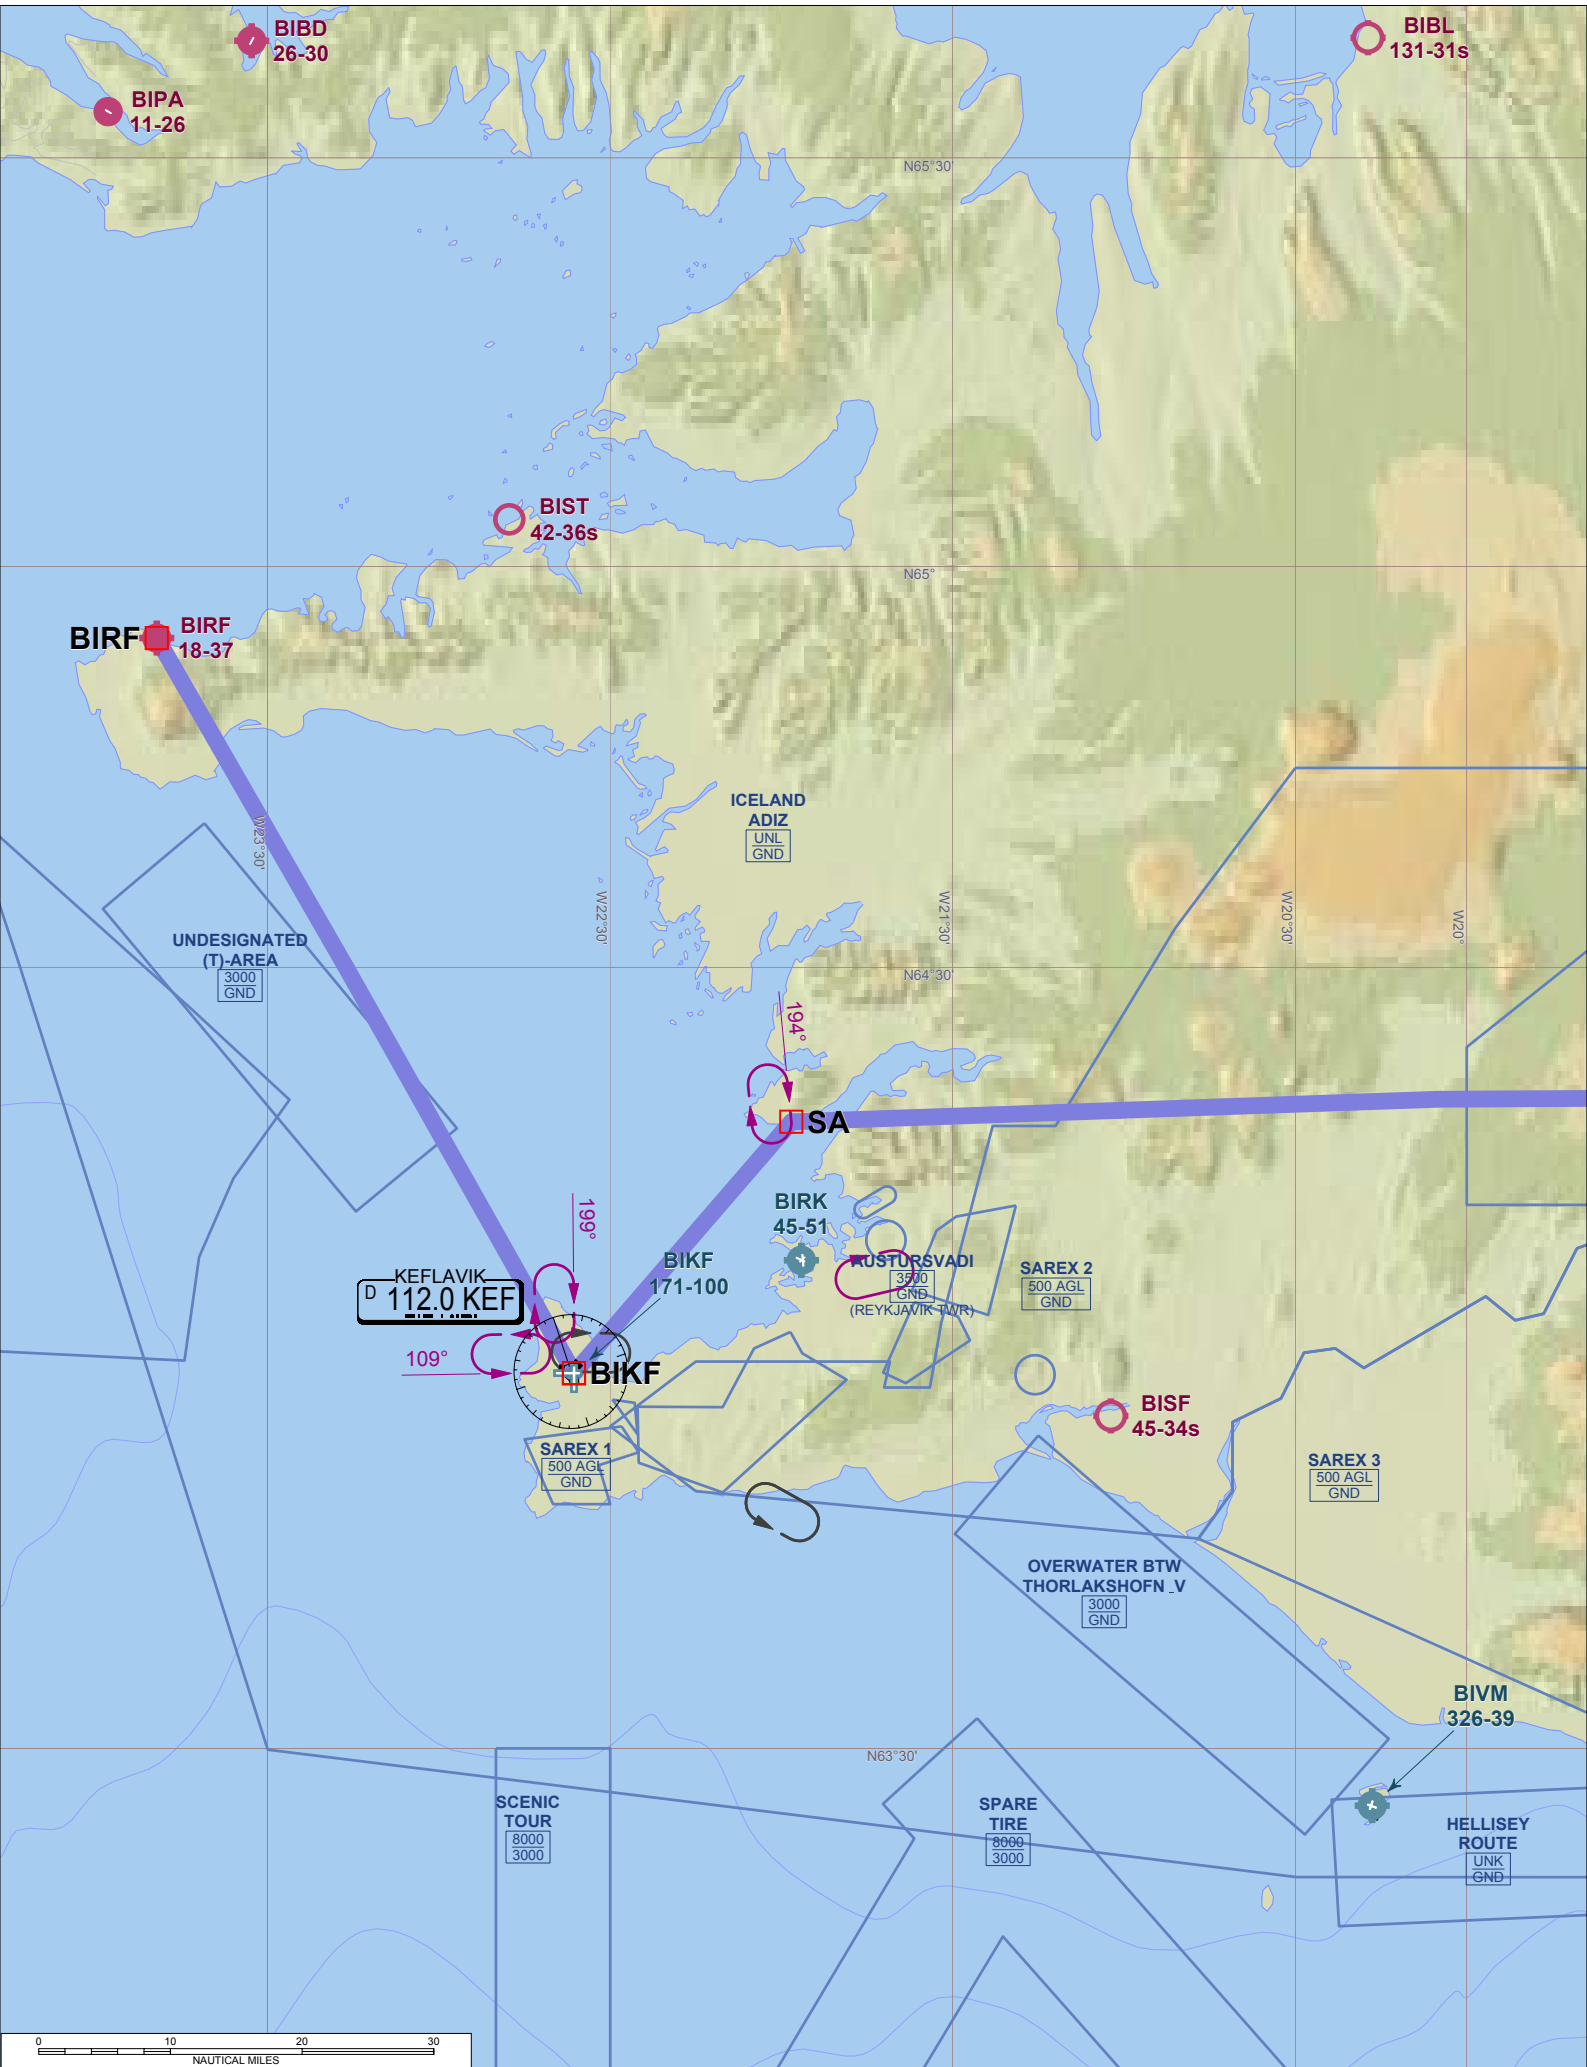 BIBD
26-30
BIBL
131-31s
BIPA
11-26
N65°30'
BIST
42-36s
N65°
BIRF
BIRF
18-37
ICELAND
ADIZ
UNL
GND
W23°30'
W22°30'
W21°30'
W20°30'
W20°
UNDESIGNATED
(T)-AREA
3000
GND
N64°30'
194°
SA
199°
BIRK
45-51
BIKF
171-100
AUSTURSVADI
3500
GND
(REYKJAVIK TWR)
SAREX 2
500 AGL
GND
KEFLAVIK
D 112.0 KEF
109°
BIKF
BISF
45-34s
SAREX 1
500 AGL
GND
SAREX 3
500 AGL
GND
OVERWATER BTW
THORLAKSHOFN _V
3000
GND
BIVM
326-39
N63°30'
SCENIC
TOUR
8000
3000
SPARE
TIRE
8000
3000
HELLISEY
ROUTE
UNK
GND
0 10 20 30
NAUTICAL MILES